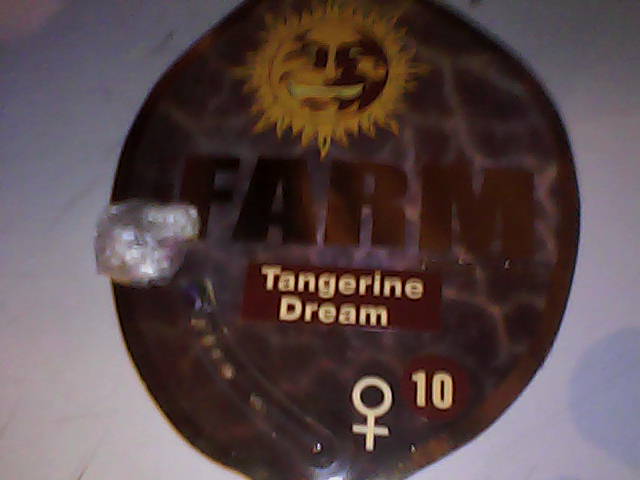 FARM
Tangerine
Dream
♀ 10